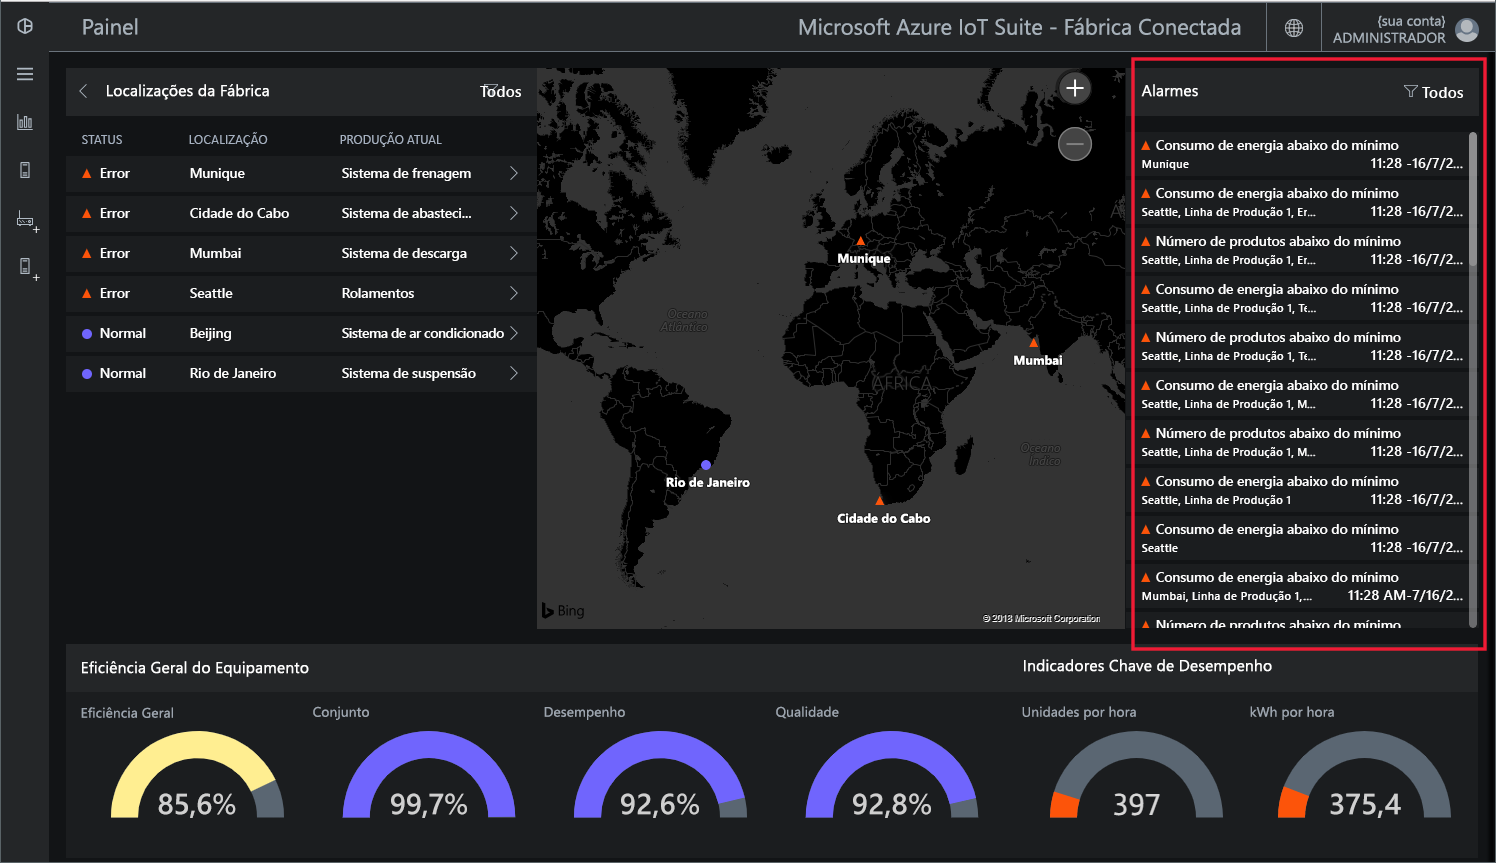 Painel
Microsoft Azure IoT Suite - Fábrica Conectada
{sua conta}
ADMINISTRADOR
Localizações da Fábrica
Todos
STATUS LOCALIZAÇÃO PRODUÇÃO ATUAL
Error Munique Sistema de frenagem
Error Cidade do Cabo Sistema de abasteci...
Error Mumbai Sistema de descarga
Error Seattle Rolamentos
Normal Beijing Sistema de ar condicionado
Normal Rio de Janeiro Sistema de suspensão
Munique
Oceano
Atlântico
Mumbai
ÁFRICA
Oceano
Índico
Rio de Janeiro
Cidade do Cabo
Bing
© 2018 Microsoft Corporation
Alarmes
Todos
Consumo de energia abaixo do mínimo
Munique 11:28 -16/7/2...
Consumo de energia abaixo do mínimo
Seattle, Linha de Produção 1, Er... 11:28 -16/7/2...
Número de produtos abaixo do mínimo
Seattle, Linha de Produção 1, Er... 11:28 -16/7/2...
Consumo de energia abaixo do mínimo
Seattle, Linha de Produção 1, Te... 11:28 -16/7/2...
Número de produtos abaixo do mínimo
Seattle, Linha de Produção 1, Te... 11:28 -16/7/2...
Consumo de energia abaixo do mínimo
Seattle, Linha de Produção 1, M... 11:28 -16/7/2...
Número de produtos abaixo do mínimo
Seattle, Linha de Produção 1, M... 11:28 -16/7/2...
Consumo de energia abaixo do mínimo
Seattle, Linha de Produção 1 11:28 -16/7/2...
Consumo de energia abaixo do mínimo
Seattle 11:28 -16/7/2...
Consumo de energia abaixo do mínimo
Mumbai, Linha de Produção 1,... 11:28 AM-7/16/2...
Número de produtos abaixo do mínimo
Eficiência Geral do Equipamento
Indicadores Chave de Desempenho
Eficiência Geral Conjunto Desempenho Qualidade Unidades por hora kWh por hora
85,6% 99,7% 92,6% 92,8% 397 375,4